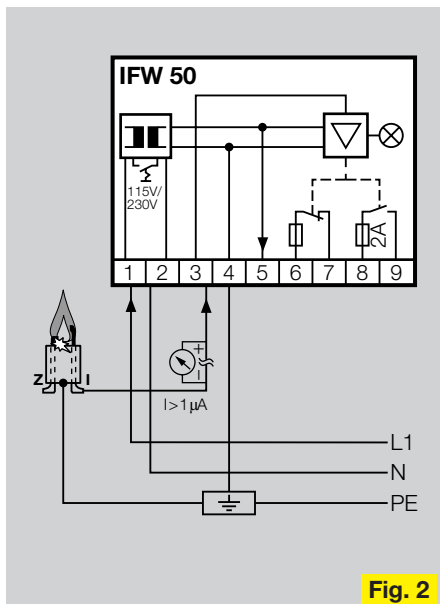 IFW 50
115V/
230V
2A
1 2 3 4 5 6 7 8 9
+
–
Z I
I>1µA
L1
N
PE
Fig. 2